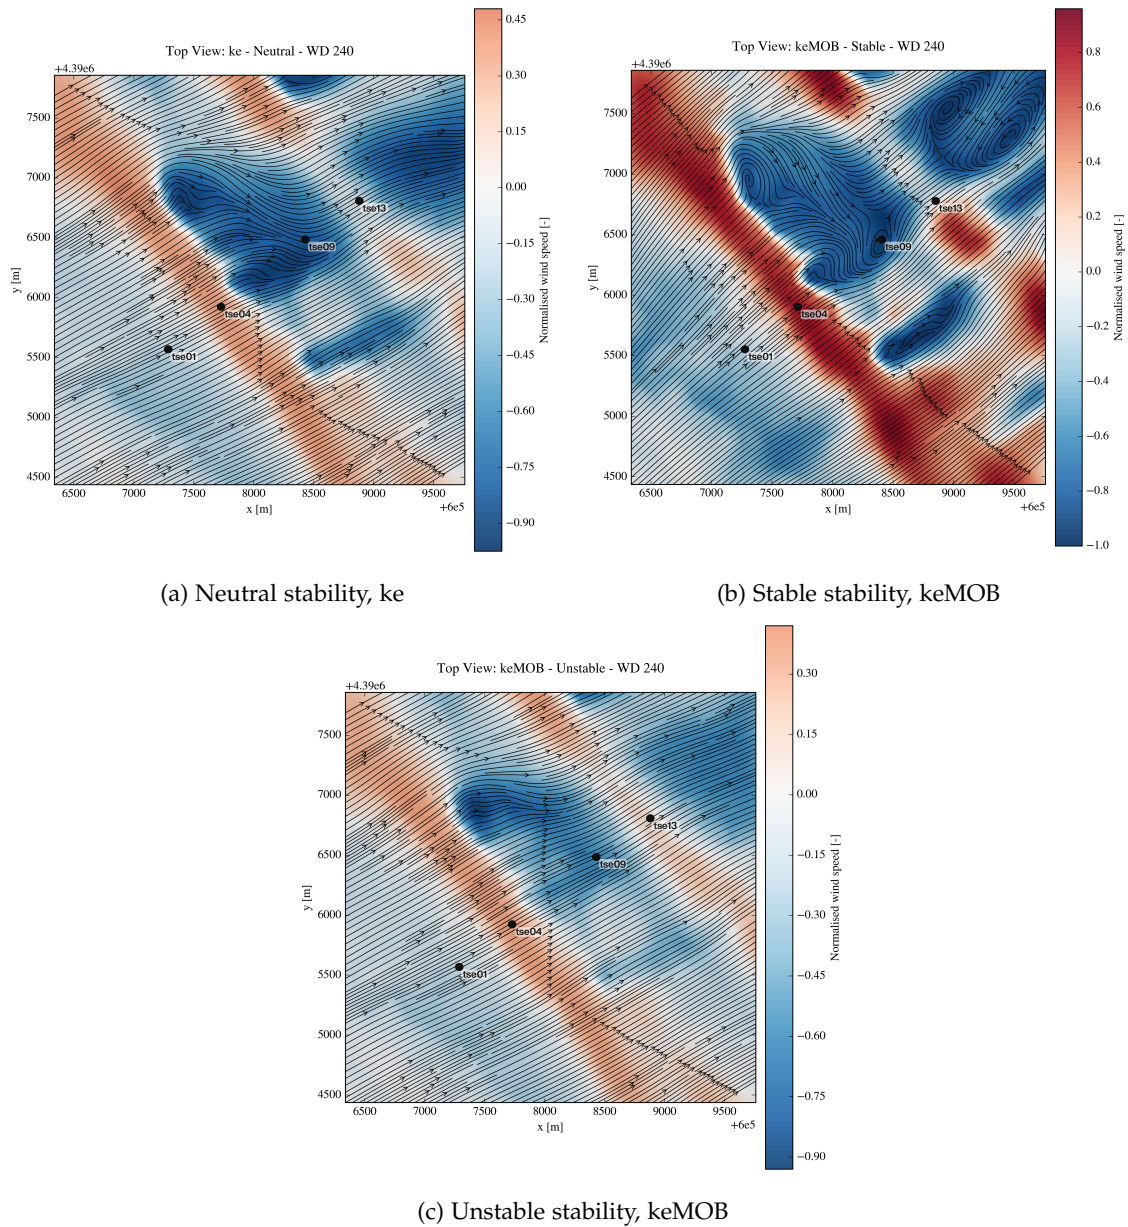 Top View: ke - Neutral - WD 240
+4.39e6
7500
7000
6500
6000
5500
5000
4500
y [m]
6500 7000 7500 8000 8500 9000 9500
x [m]
+6e5
tse13
tse09
tse04
tse01
0.45
0.30
0.15
0.00
−0.15
−0.30
−0.45
−0.60
−0.75
−0.90
Normalised wind speed [-]
(a) Neutral stability, ke
Top View: keMOB - Stable - WD 240
+4.39e6
7500
7000
6500
6000
5500
5000
4500
y [m]
6500 7000 7500 8000 8500 9000 9500
x [m]
+6e5
tse13
tse09
tse04
tse01
0.8
0.6
0.4
0.2
0.0
−0.2
−0.4
−0.6
−0.8
−1.0
Normalised wind speed [-]
(b) Stable stability, keMOB
Top View: keMOB - Unstable - WD 240
+4.39e6
7500
7000
6500
6000
5500
5000
4500
y [m]
6500 7000 7500 8000 8500 9000 9500
x [m]
+6e5
tse13
tse09
tse04
tse01
0.30
0.15
0.00
−0.15
−0.30
−0.45
−0.60
−0.75
−0.90
Normalised wind speed [-]
(c) Unstable stability, keMOB